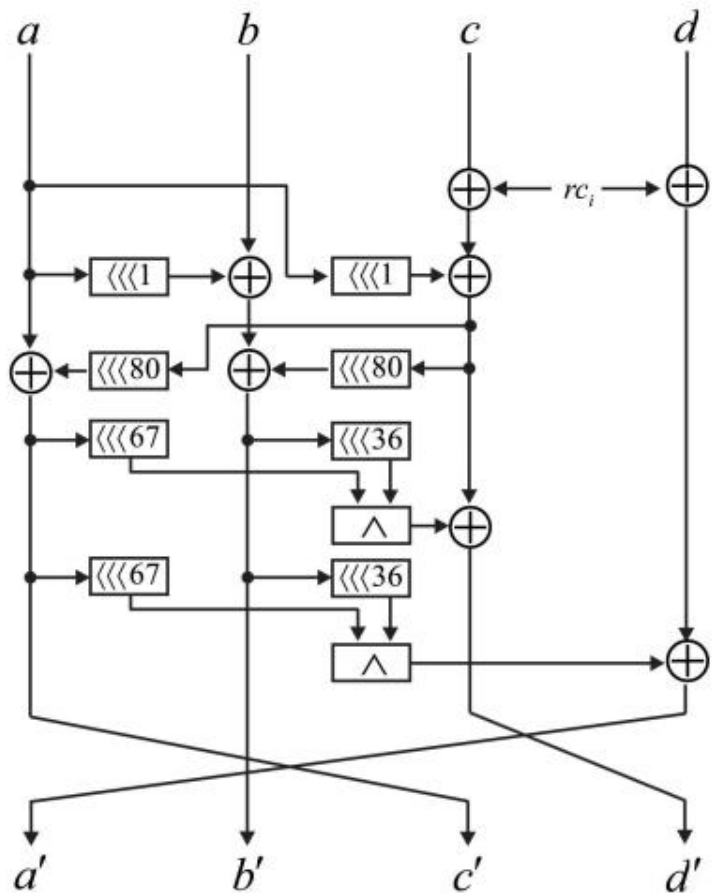 a b c d
rc_i
⋘1 ⋘1
⋘80 ⋘80
⋘67 ⋘36
∧
⋘67 ⋘36
∧
a′ b′ c′ d′